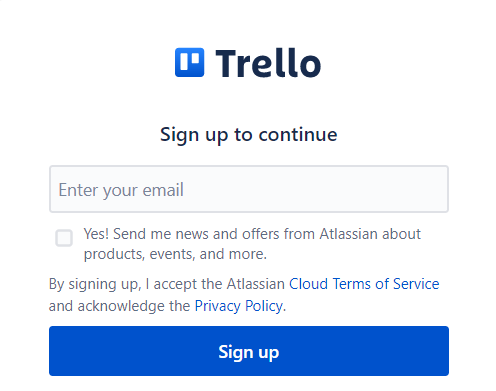 Trello
Sign up to continue
Enter your email
Yes! Send me news and offers from Atlassian about
products, events, and more.
By signing up, I accept the Atlassian Cloud Terms of Service
and acknowledge the Privacy Policy.
Sign up